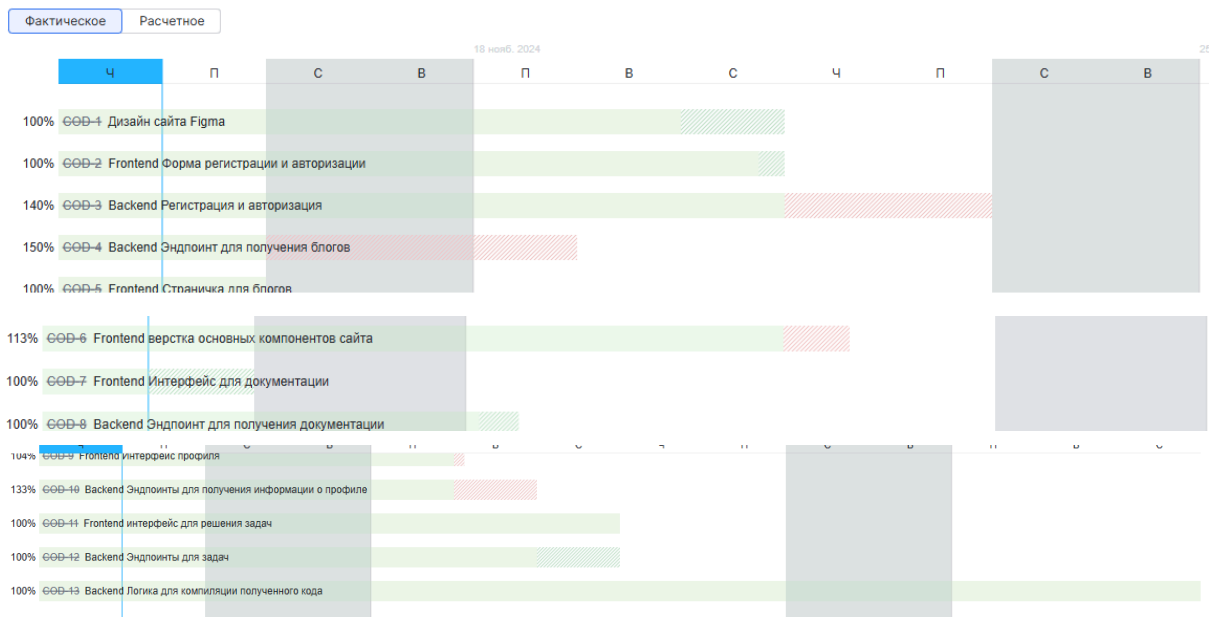 Фактическое Расчетное
18 нояб. 2024 25
Ч П С В П В С Ч П С В
100% COD-1 Дизайн сайта Figma
100% COD-2 Frontend Форма регистрации и авторизации
140% COD-3 Backend Регистрация и авторизация
150% COD-4 Backend Эндпоинт для получения блогов
100% COD-5 Frontend Страничка для блогов
113% COD-6 Frontend верстка основных компонентов сайта
100% COD-7 Frontend Интерфейс для документации
100% COD-8 Backend Эндпоинт для получения документации
104% COD-9 Frontend Интерфейс профиля
133% COD-10 Backend Эндпоинты для получения информации о профиле
100% COD-11 Frontend интерфейс для решения задач
100% COD-12 Backend Эндпоинты для задач
100% COD-13 Backend Логика для компиляции полученного кода